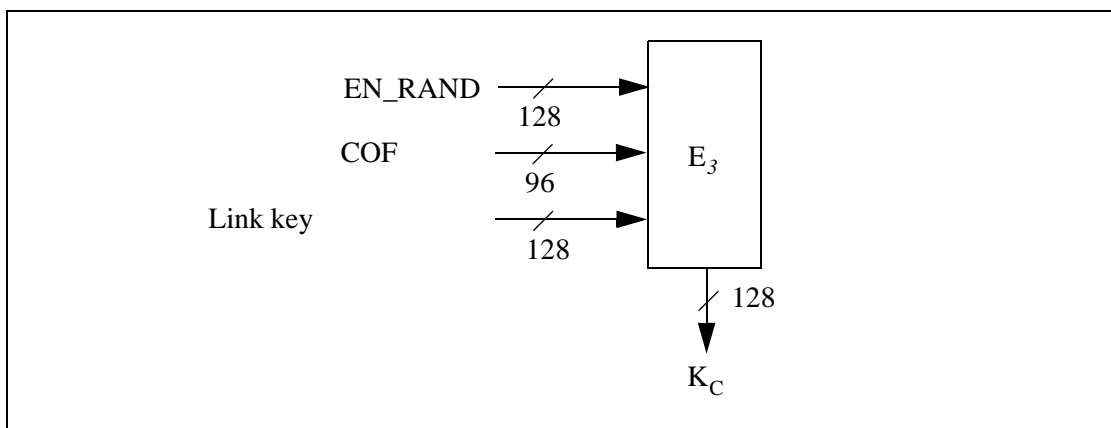 EN_RAND
128
COF
96
Link key
128
E3
128
KC